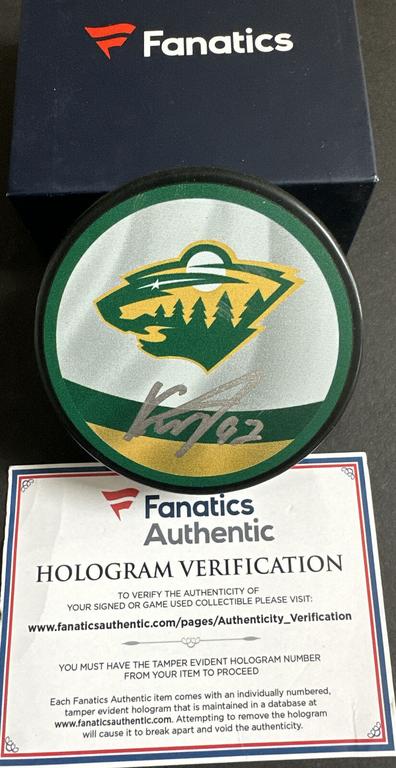 Fanatics
97
Fanatics
Authentic
HOLOGRAM VERIFICATION
TO VERIFY THE AUTHENTICITY OF
YOUR SIGNED OR GAME USED COLLECTIBLE PLEASE VISIT:
www.fanaticsauthentic.com/pages/Authenticity_Verification
YOU MUST HAVE THE TAMPER EVIDENT HOLOGRAM NUMBER
FROM YOUR ITEM TO PROCEED
Each Fanatics Authentic item comes with an individually numbered,
tamper evident hologram that is maintained in a database at
www.fanaticsauthentic.com. Attempting to remove the hologram
will cause it to break apart and void the authenticity.